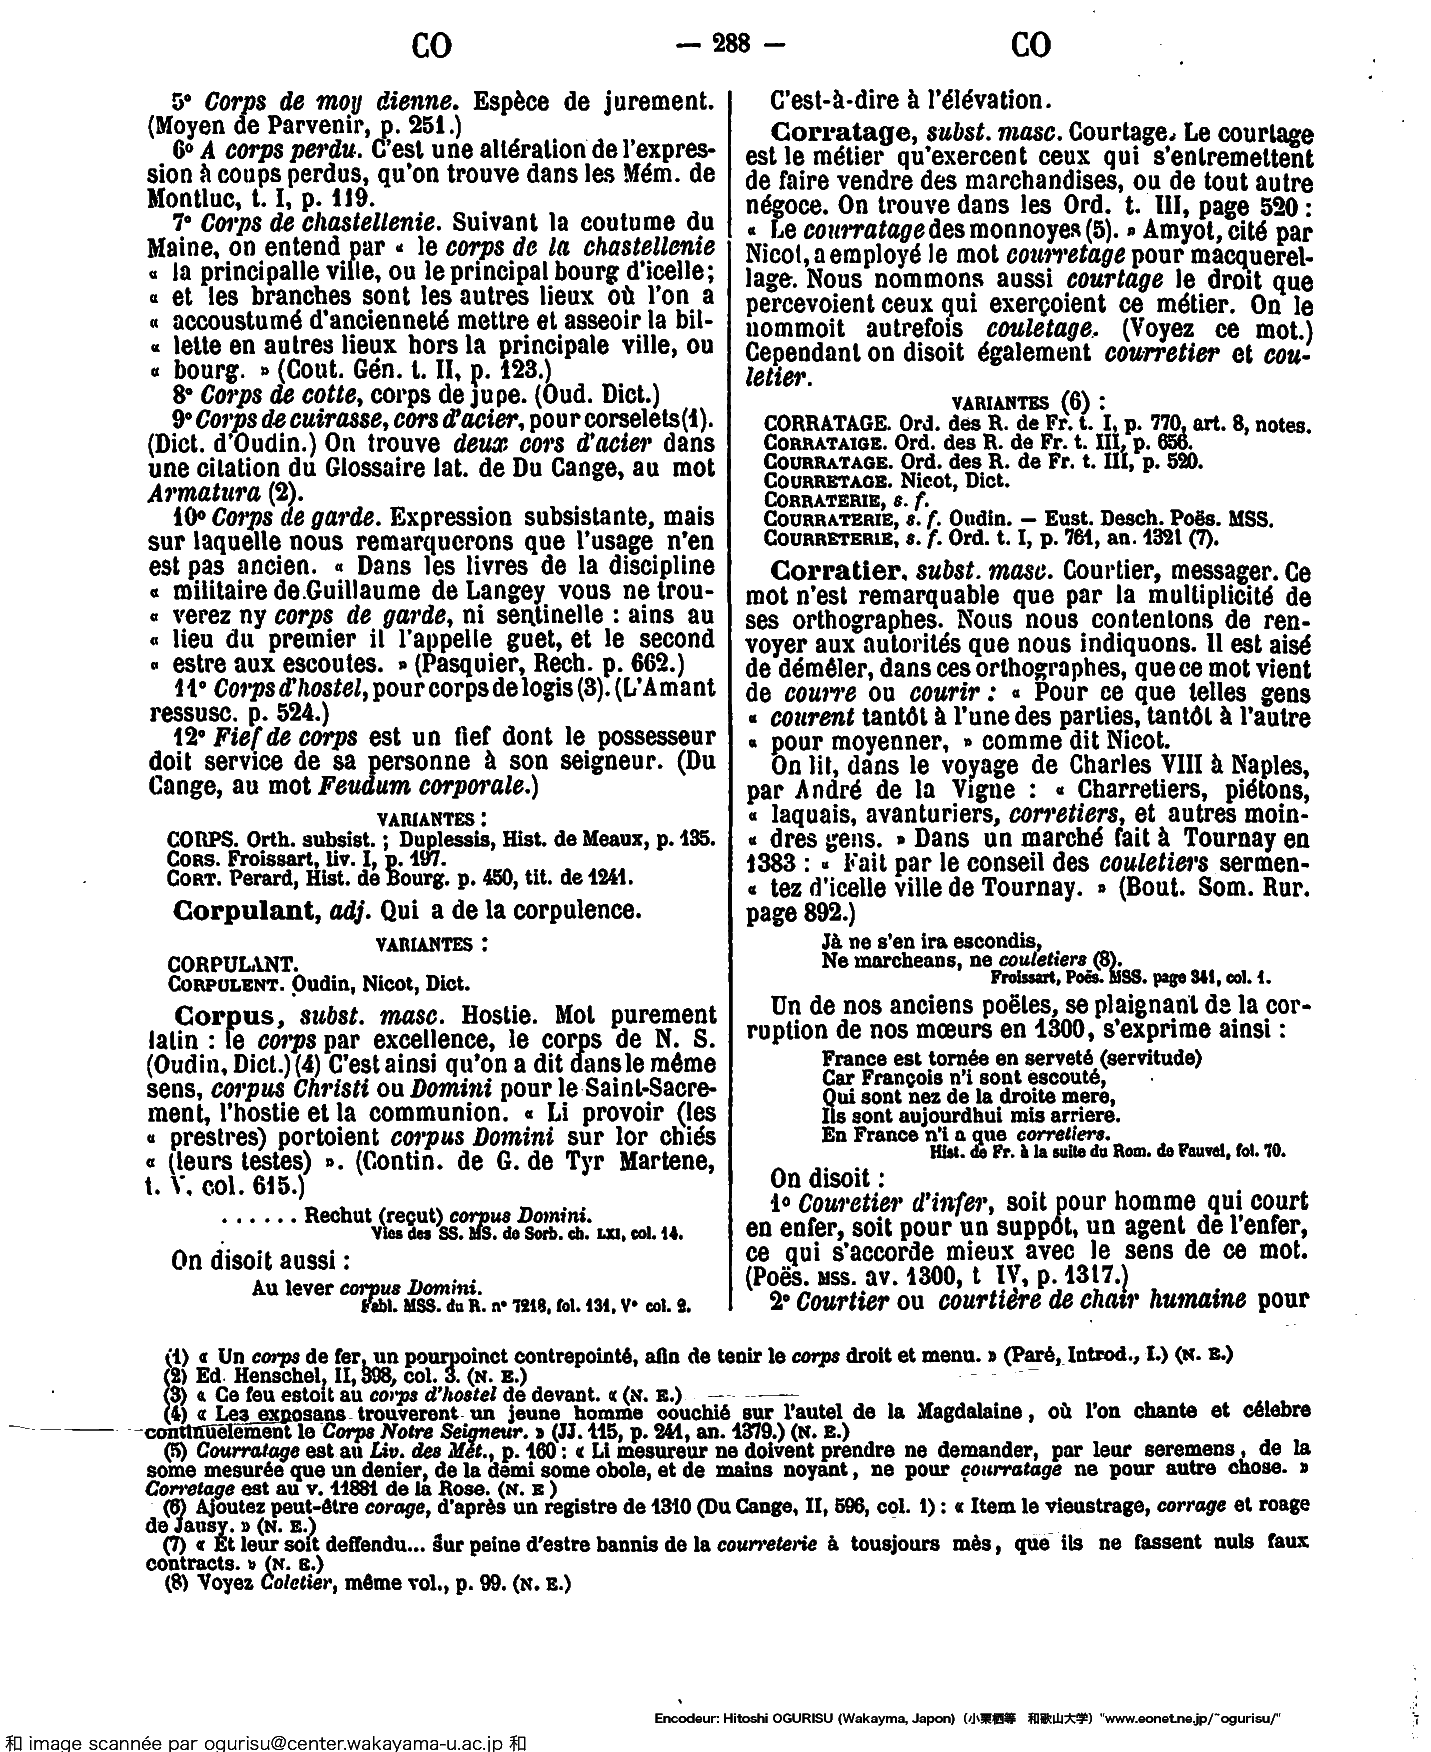 CO — 288 — CO
5° Corps de moy dienne. Espèce de jurement.
(Moyen de Parvenir, p. 251.)
6° A corps perdu. C'est une altération de l'expres-
sion à coups perdus, qu'on trouve dans les Mém. de
Montluc, t. I, p. 119.
7° Corps de chastellenie. Suivant la coutume du
Maine, on entend par « le corps de la chastellenie
« la principalle ville, ou le principal bourg d'icelle;
« et les branches sont les autres lieux où l'on a
« accoustumé d'ancienneté mettre et asseoir la bil-
« lette en autres lieux hors la principale ville, ou
« bourg. » (Cout. Gén. t. II, p. 123.)
8° Corps de cotte, corps de jupe. (Oud. Dict.)
9° Corps de cuirasse, cors d'acier, pour corselets (1).
(Dict. d'Oudin.) On trouve deux cors d'acier dans
une citation du Glossaire lat. de Du Cange, au mot
Armatura (2).
10° Corps de garde. Expression subsistante, mais
sur laquelle nous remarquerons que l'usage n'en
est pas ancien. « Dans les livres de la discipline
« militaire de Guillaume de Langey vous ne trou-
« verez ny corps de garde, ni sentinelle : ains au
« lieu du premier il l'appelle guet, et le second
« estre aux escoutes. » (Pasquier, Rech. p. 662.)
11° Corps d'hostel, pour corps de logis (3). (L'Amant
ressusc. p. 524.)
12° Fief de corps est un fief dont le possesseur
doit service de sa personne à son seigneur. (Du
Cange, au mot Feudum corporale.)
VARIANTES :
CORPS. Orth. subsist. ; Duplessis, Hist. de Meaux, p. 135.
CORS. Froissart, liv. I, p. 197.
CORT. Perard, Hist. de Bourg. p. 450, tit. de 1241.
Corpulant, adj. Qui a de la corpulence.
VARIANTES :
CORPULANT.
CORPULENT. Oudin, Nicot, Dict.
Corpus, subst. masc. Hostie. Mot purement
latin : le corps par excellence, le corps de N. S.
(Oudin, Dict.) (4) C'est ainsi qu'on a dit dans le même
sens, corpus Christi ou Domini pour le Saint-Sacre-
ment, l'hostie et la communion. « Li provoir (les
« prestres) portoient corpus Domini sur lor chiés
« (leurs testes) ». (Contin. de G. de Tyr Martene,
t. V. col. 615.)
. . . . . . Rechut (reçut) corpus Domini.
Vies des SS. MS. de Sorb. ch. LXI, col. 14.
On disoit aussi :
Au lever corpus Domini.
Fabl. MSS. du R. n° 7218, fol. 131, V° col. 2.
C'est-à-dire à l'élévation.
Corratage, subst. masc. Courtage. Le courtage
est le métier qu'exercent ceux qui s'entremettent
de faire vendre des marchandises, ou de tout autre
négoce. On trouve dans les Ord. t. III, page 520 :
« Le courratage des monnoyes (5). » Amyot, cité par
Nicot, a employé le mot courretage pour macquerel-
lage. Nous nommons aussi courtage le droit que
percevoient ceux qui exerçoient ce métier. On le
nommoit autrefois couletage. (Voyez ce mot.)
Cependant on disoit également courretier et cou-
letier.
VARIANTES (6) :
CORRATAGE. Ord. des R. de Fr. t. I, p. 770, art. 8, notes.
CORRATAIGE. Ord. des R. de Fr. t. III, p. 656.
COURRATAGE. Ord. des R. de Fr. t. III, p. 520.
COURRETAGE. Nicot, Dict.
CORRATERIE, s. f.
COURRATERIE, s. f. Oudin. — Eust. Desch. Poës. MSS.
COURRETERIE, s. f. Ord. t. I, p. 761, an. 1321 (7).
Corratier, subst. masc. Courtier, messager. Ce
mot n'est remarquable que par la multiplicité de
ses orthographes. Nous nous contentons de ren-
voyer aux autorités que nous indiquons. Il est aisé
de démêler, dans ces orthographes, que ce mot vient
de courre ou courir : « Pour ce que telles gens
« courent tantôt à l'une des parties, tantôt à l'autre
« pour moyenner, » comme dit Nicot.
On lit, dans le voyage de Charles VIII à Naples,
par André de la Vigne : « Charretiers, piétons,
« laquais, avanturiers, corretiers, et autres moin-
« dres gens. » Dans un marché fait à Tournay en
1383 : « Fait par le conseil des couletiers sermen-
« tez d'icelle ville de Tournay. » (Bout. Som. Rur.
page 892.)
Jà ne s'en ira escondis,
Ne marcheans, ne couletiers (8).
Froissart, Poës. MSS. page 341, col. 1.
Un de nos anciens poëtes, se plaignant de la cor-
ruption de nos mœurs en 1300, s'exprime ainsi :
France est tornée en serveté (servitude)
Car François n'i sont escouté,
Qui sont nez de la droite mere,
Ils sont aujourdhui mis arriere.
En France n'i a que corretiers.
Hist. de Fr. à la suite du Rom. de Fauvel, fol. 70.
On disoit :
1° Couretier d'infer, soit pour homme qui court
en enfer, soit pour un suppôt, un agent de l'enfer,
ce qui s'accorde mieux avec le sens de ce mot.
(Poës. MSS. av. 1300, t IV, p. 1317.)
2° Courtier ou courtière de chair humaine pour
(1) « Un corps de fer, un pourpoinct contrepointé, afin de tenir le corps droit et menu. » (Paré, Introd., I.) (N. E.)
(2) Ed. Henschel, II, 398, col. 3. (N. E.)
(3) « Ce feu estoit au corps d'hostel de devant. « (N. E.)
(4) « Les exposans trouverent un jeune homme couchié sur l'autel de la Magdalaine, où l'on chante et célebre
continuelement le Corps Notre Seigneur. » (JJ. 115, p. 241, an. 1379.) (N. E.)
(5) Courratage est au Liv. des Mét., p. 160 : « Li mesureur ne doivent prendre ne demander, par leur seremens, de la
some mesurée que un denier, de la demi some obole, et de mains noyant, ne pour courratage ne pour autre chose. »
Corretage est au v. 11881 de la Rose. (N. E )
(6) Ajoutez peut-être corage, d'après un registre de 1310 (Du Cange, II, 596, col. 1) : « Item le vieustrage, corrage et roage
de Jausy. » (N. E.)
(7) « Et leur soit deffendu... Sur peine d'estre bannis de la courreterie à tousjours mès, que ils ne fassent nuls faux
contracts. » (N. E.)
(8) Voyez Coletier, même vol., p. 99. (N. E.)
Encodeur: Hitoshi OGURISU (Wakayma, Japon) (小栗栖等 和歌山大学) "www.eonet.ne.jp/~ogurisu/"
和 image scannée par ogurisu@center.wakayama-u.ac.jp 和